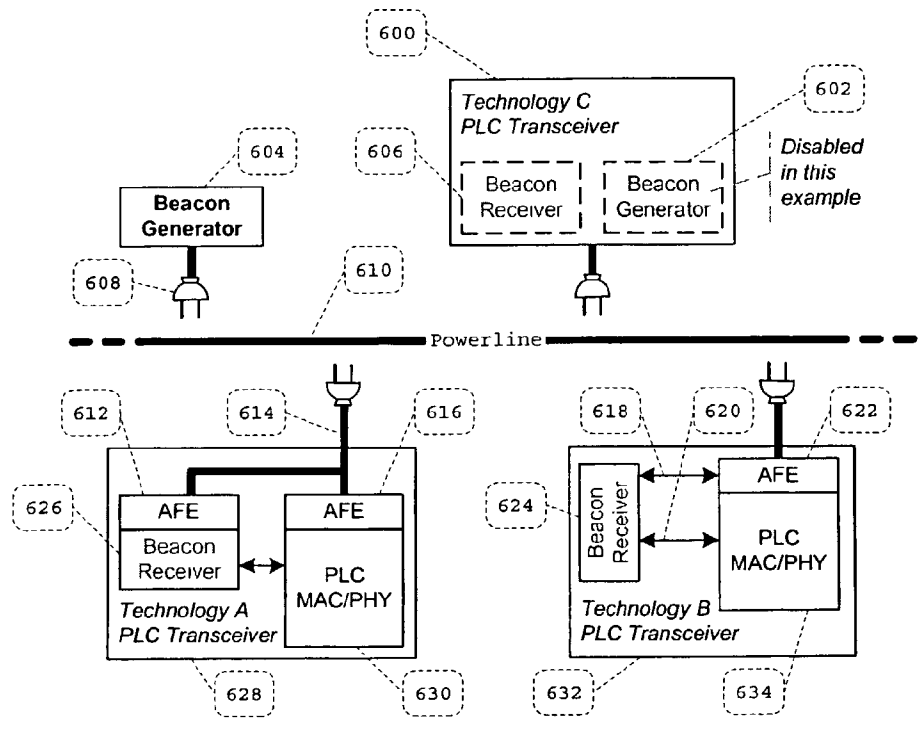 600
Technology C
PLC Transceiver
602
604
606
Disabled
in this
example
Beacon
Receiver
Beacon
Generator
Beacon
Generator
608
610
Powerline
612
614
616
618
620
622
AFE
AFE
626
Beacon
Receiver
PLC
MAC/PHY
Technology A
PLC Transceiver
624
Beacon
Receiver
AFE
PLC
MAC/PHY
Technology B
PLC Transceiver
628
630
632
634